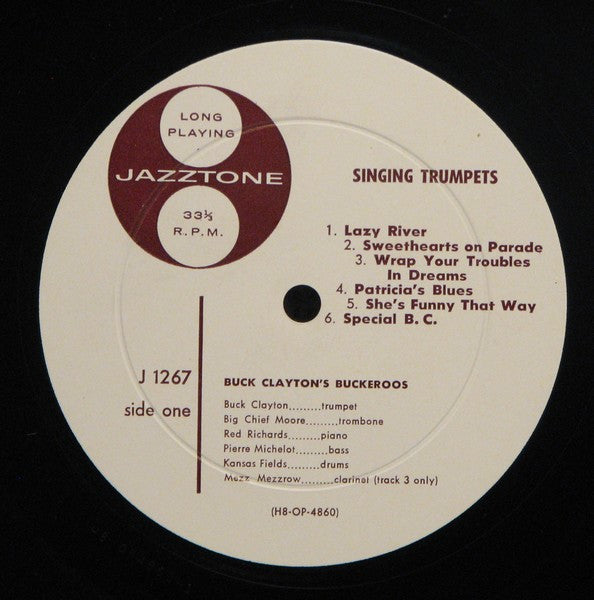 LONG
PLAYING
JAZZTONE
33⅓
R.P.M.
SINGING TRUMPETS
1. Lazy River
2. Sweethearts on Parade
3. Wrap Your Troubles
In Dreams
4. Patricia's Blues
5. She's Funny That Way
6. Special B.C.
J 1267
side one
BUCK CLAYTON'S BUCKEROOS
Buck Clayton.........trumpet
Big Chief Moore.........trombone
Red Richards.........piano
Pierre Michelot.........bass
Kansas Fields.........drums
Mezz Mezzrow.........clarinet (track 3 only)
(H8-OP-4860)